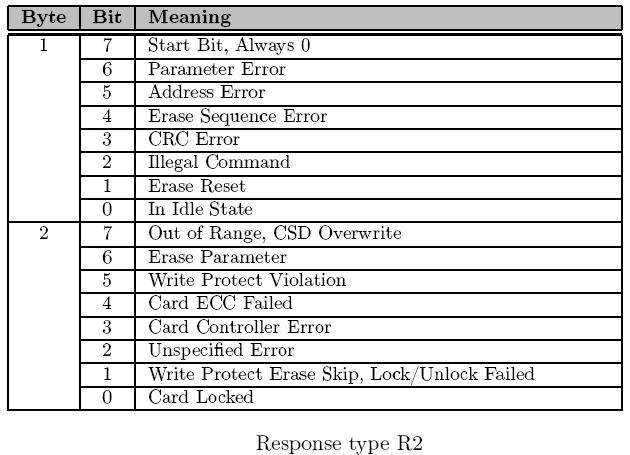 Byte Bit Meaning
1 7 Start Bit, Always 0
6 Parameter Error
5 Address Error
4 Erase Sequence Error
3 CRC Error
2 Illegal Command
1 Erase Reset
0 In Idle State
2 7 Out of Range, CSD Overwrite
6 Erase Parameter
5 Write Protect Violation
4 Card ECC Failed
3 Card Controller Error
2 Unspecified Error
1 Write Protect Erase Skip, Lock/Unlock Failed
0 Card Locked
Response type R2